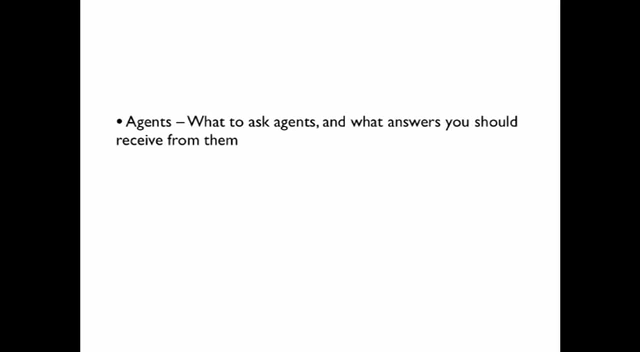 • Agents – What to ask agents, and what answers you should
receive from them